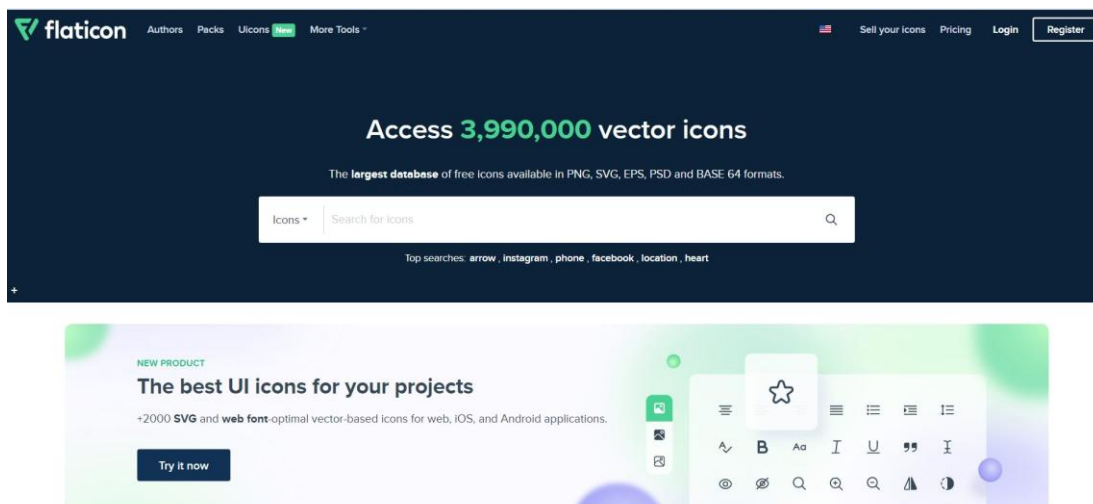 flaticon Authors Packs Uicons New More Tools Sell your icons Pricing Login Register
Access 3,990,000 vector icons
The largest database of free icons available in PNG, SVG, EPS, PSD and BASE 64 formats.
Icons Search for icons
Top searches: arrow , instagram , phone , facebook , location , heart
+
NEW PRODUCT
The best UI icons for your projects
+2000 SVG and web font-optimal vector-based icons for web, iOS, and Android applications.
Try it now
B Aa I U